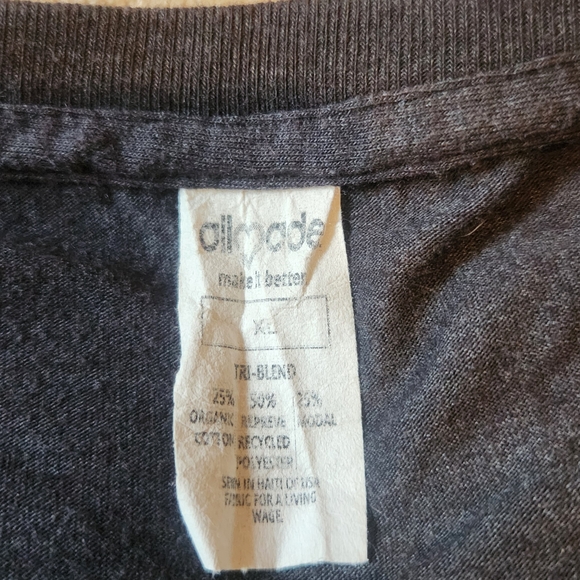 allmade
make it better
XL
TRI-BLEND
25% 50% 25%
ORGANIC REPREVE MODAL
COTTON RECYCLED
POLYESTER
SEWN IN HAITI OF USA
FABRIC FOR A LIVING
WAGE.